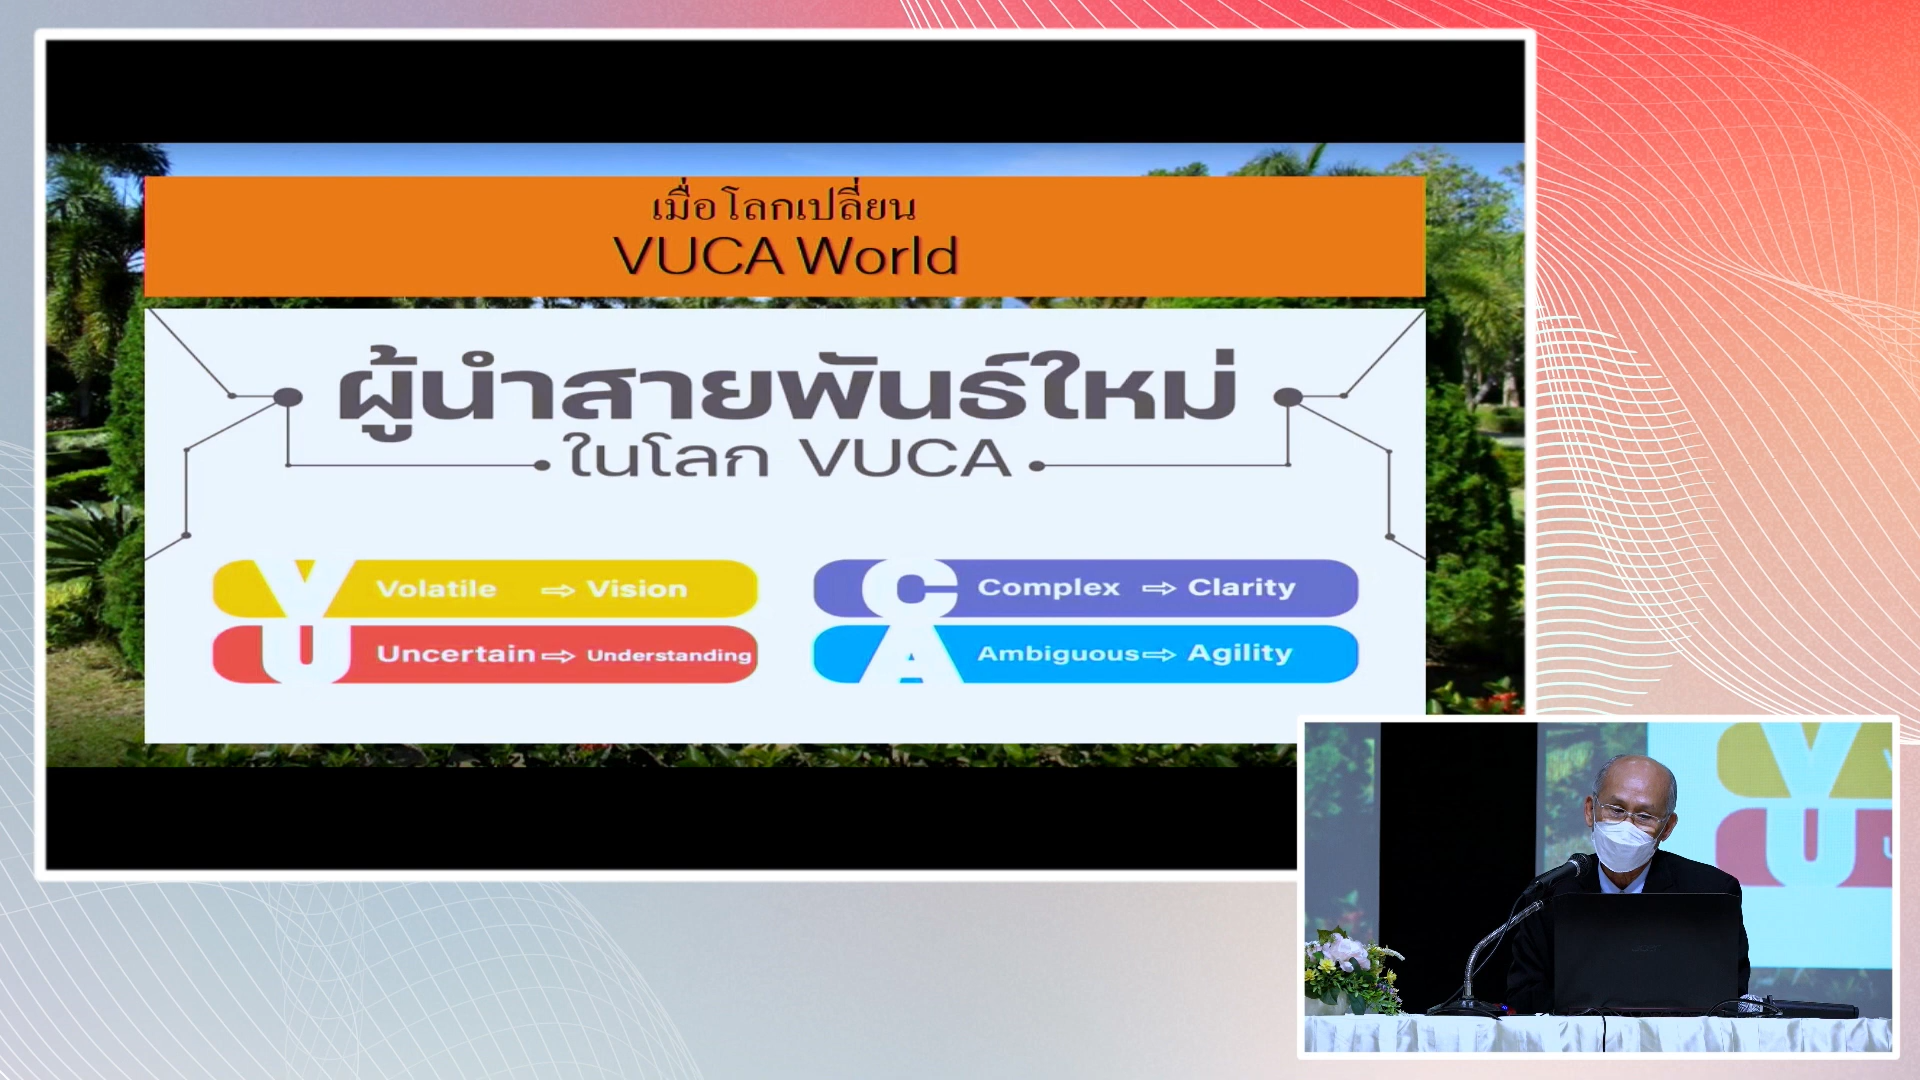 เมื่อโลกเปลี่ยน
VUCA World
ผู้นำสายพันธ์ใหม่
ในโลก VUCA
V Volatile ⇨ Vision
U Uncertain ⇨ Understanding
C Complex ⇨ Clarity
A Ambiguous ⇨ Agility
V
U